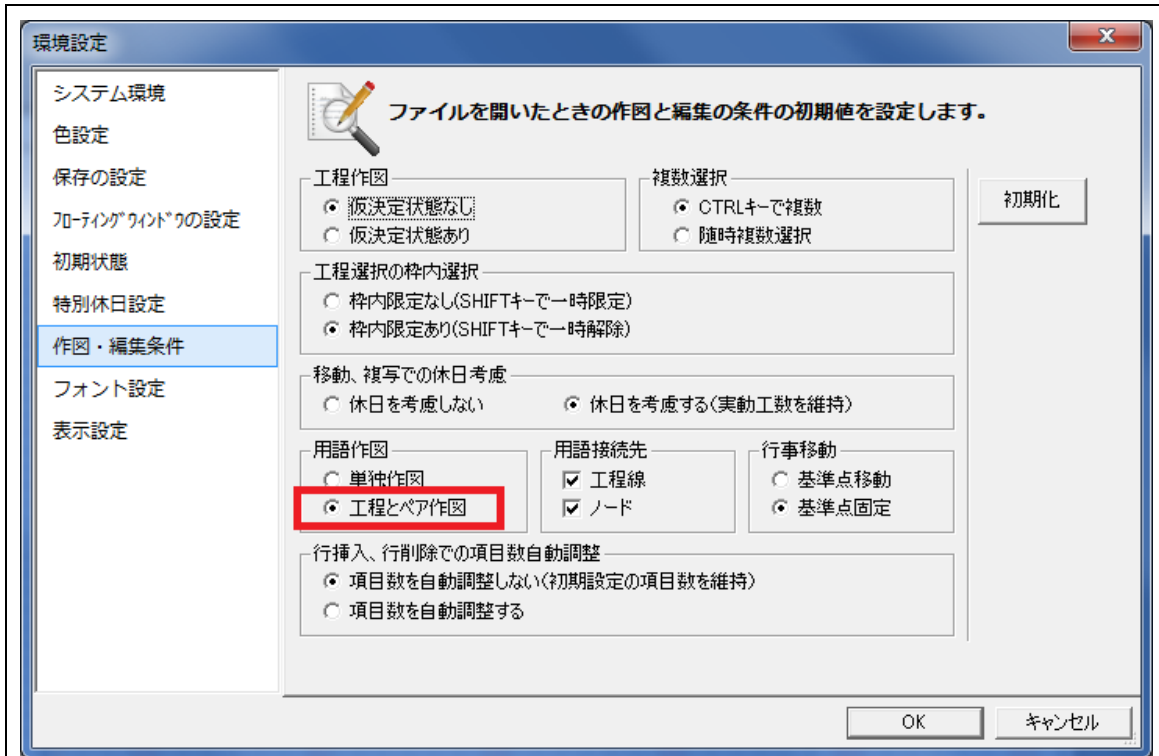 環境設定
システム環境
色設定
保存の設定
ﾌﾛｰﾃｨﾝｸﾞｳｨﾝﾄﾞｳの設定
初期状態
特別休日設定
作図・編集条件
フォント設定
表示設定
ファイルを開いたときの作図と編集の条件の初期値を設定します。
工程作図
仮決定状態なし
仮決定状態あり
複数選択
CTRLキーで複数
随時複数選択
初期化
工程選択の枠内選択
枠内限定なし(SHIFTキーで一時限定)
枠内限定あり(SHIFTキーで一時解除)
移動、複写での休日考慮
休日を考慮しない
休日を考慮する(実動工数を維持)
用語作図
単独作図
工程とペア作図
用語接続先
工程線
ノード
行事移動
基準点移動
基準点固定
行挿入、行削除での項目数自動調整
項目数を自動調整しない(初期設定の項目数を維持)
項目数を自動調整する
OK
キャンセル